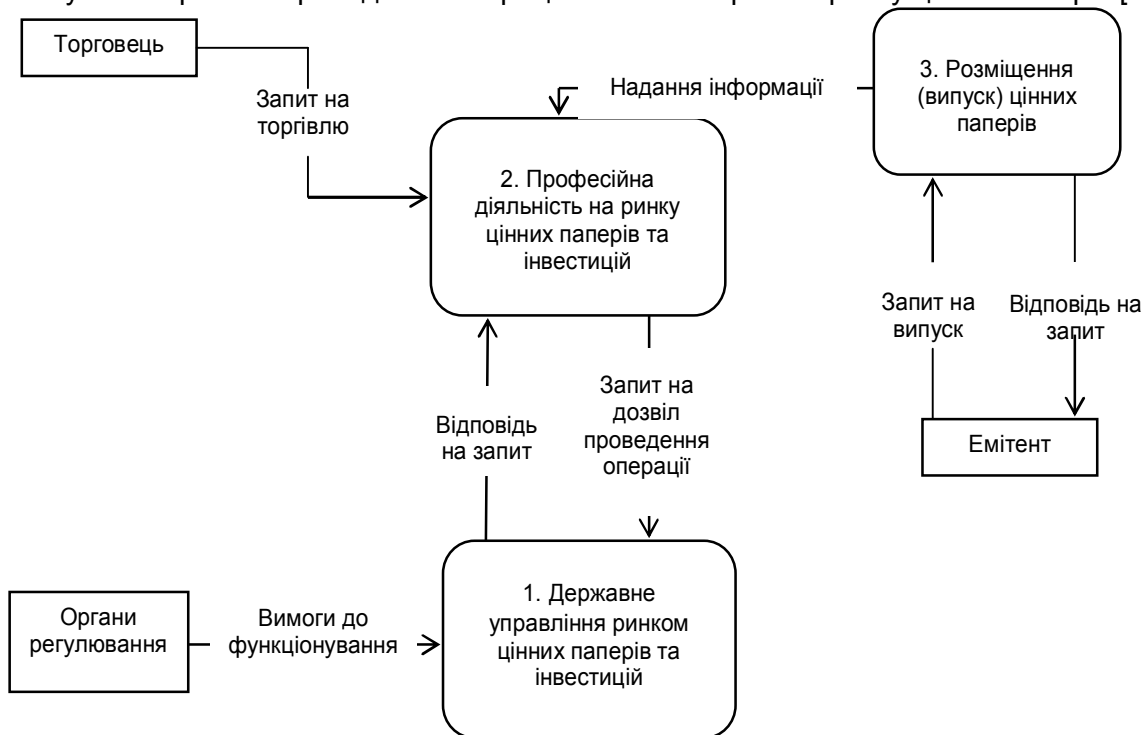 Торговець
Запит на
торгівлю
Надання інформації
3. Розміщення
(випуск) цінних
паперів
2. Професійна
діяльність на ринку
цінних паперів та
інвестицій
Запит на
випуск
Відповідь на
запит
Емітент
Відповідь
на запит
Запит на
дозвіл
проведення
операції
Органи
регулювання
Вимоги до
функціонування
1. Державне
управління ринком
цінних паперів та
інвестицій